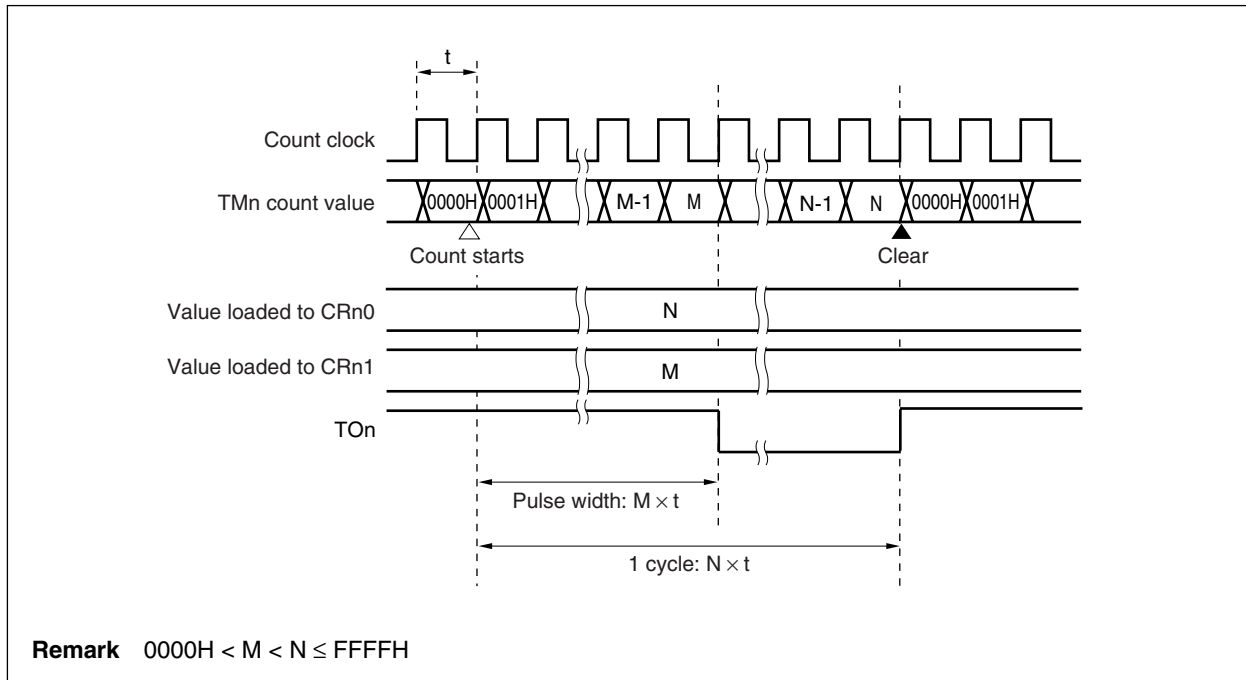 t
Count clock
TMn count value 0000H 0001H M-1 M N-1 N 0000H 0001H
Count starts Clear
Value loaded to CRn0 N
Value loaded to CRn1 M
TOn
Pulse width: M × t
1 cycle: N × t
Remark 0000H < M < N ≤ FFFFH